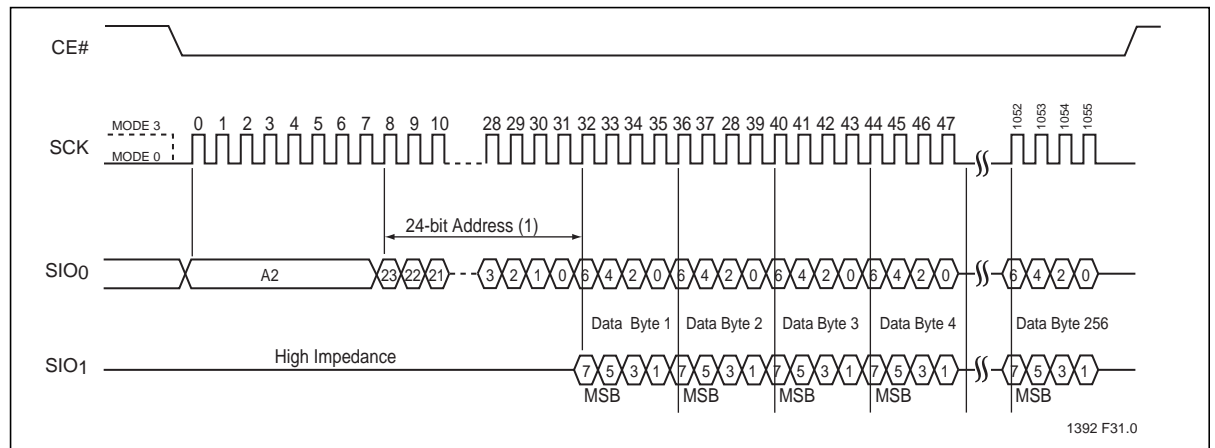 CE#
MODE 3
0 1 2 3 4 5 6 7 8 9 10 28 29 30 31 32 33 34 35 36 37 28 39 40 41 42 43 44 45 46 47 1052 1053 1054 1055
SCK
MODE 0
24-bit Address (1)
SIO0 A2 23 22 21 3 2 1 0 6 4 2 0 6 4 2 0 6 4 2 0 6 4 2 0 6 4 2 0
Data Byte 1 Data Byte 2 Data Byte 3 Data Byte 4 Data Byte 256
SIO1 High Impedance 7 5 3 1 7 5 3 1 7 5 3 1 7 5 3 1 7 5 3 1
MSB MSB MSB MSB MSB
1392 F31.0